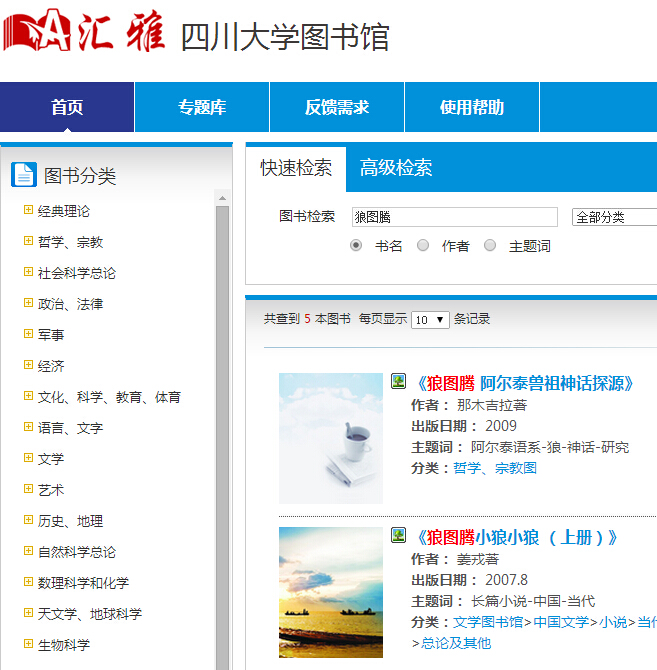 汇雅 四川大学图书馆
首页 专题库 反馈需求 使用帮助
图书分类
经典理论
哲学、宗教
社会科学总论
政治、法律
军事
经济
文化、科学、教育、体育
语言、文字
文学
艺术
历史、地理
自然科学总论
数理科学和化学
天文学、地球科学
生物科学
快速检索 高级检索
图书检索 狼图腾 全部分类
书名 作者 主题词
共查到 5 本图书 每页显示 10 条记录
《狼图腾 阿尔泰兽祖神话探源》
作者： 那木吉拉著
出版日期： 2009
主题词： 阿尔泰语系-狼-神话-研究
分类：哲学、宗教图
《狼图腾小狼小狼 （ 上册 ）》
作者： 姜戎著
出版日期： 2007.8
主题词： 长篇小说-中国-当代
分类：文学图书馆>中国文学>小说>当代
>总论及其他